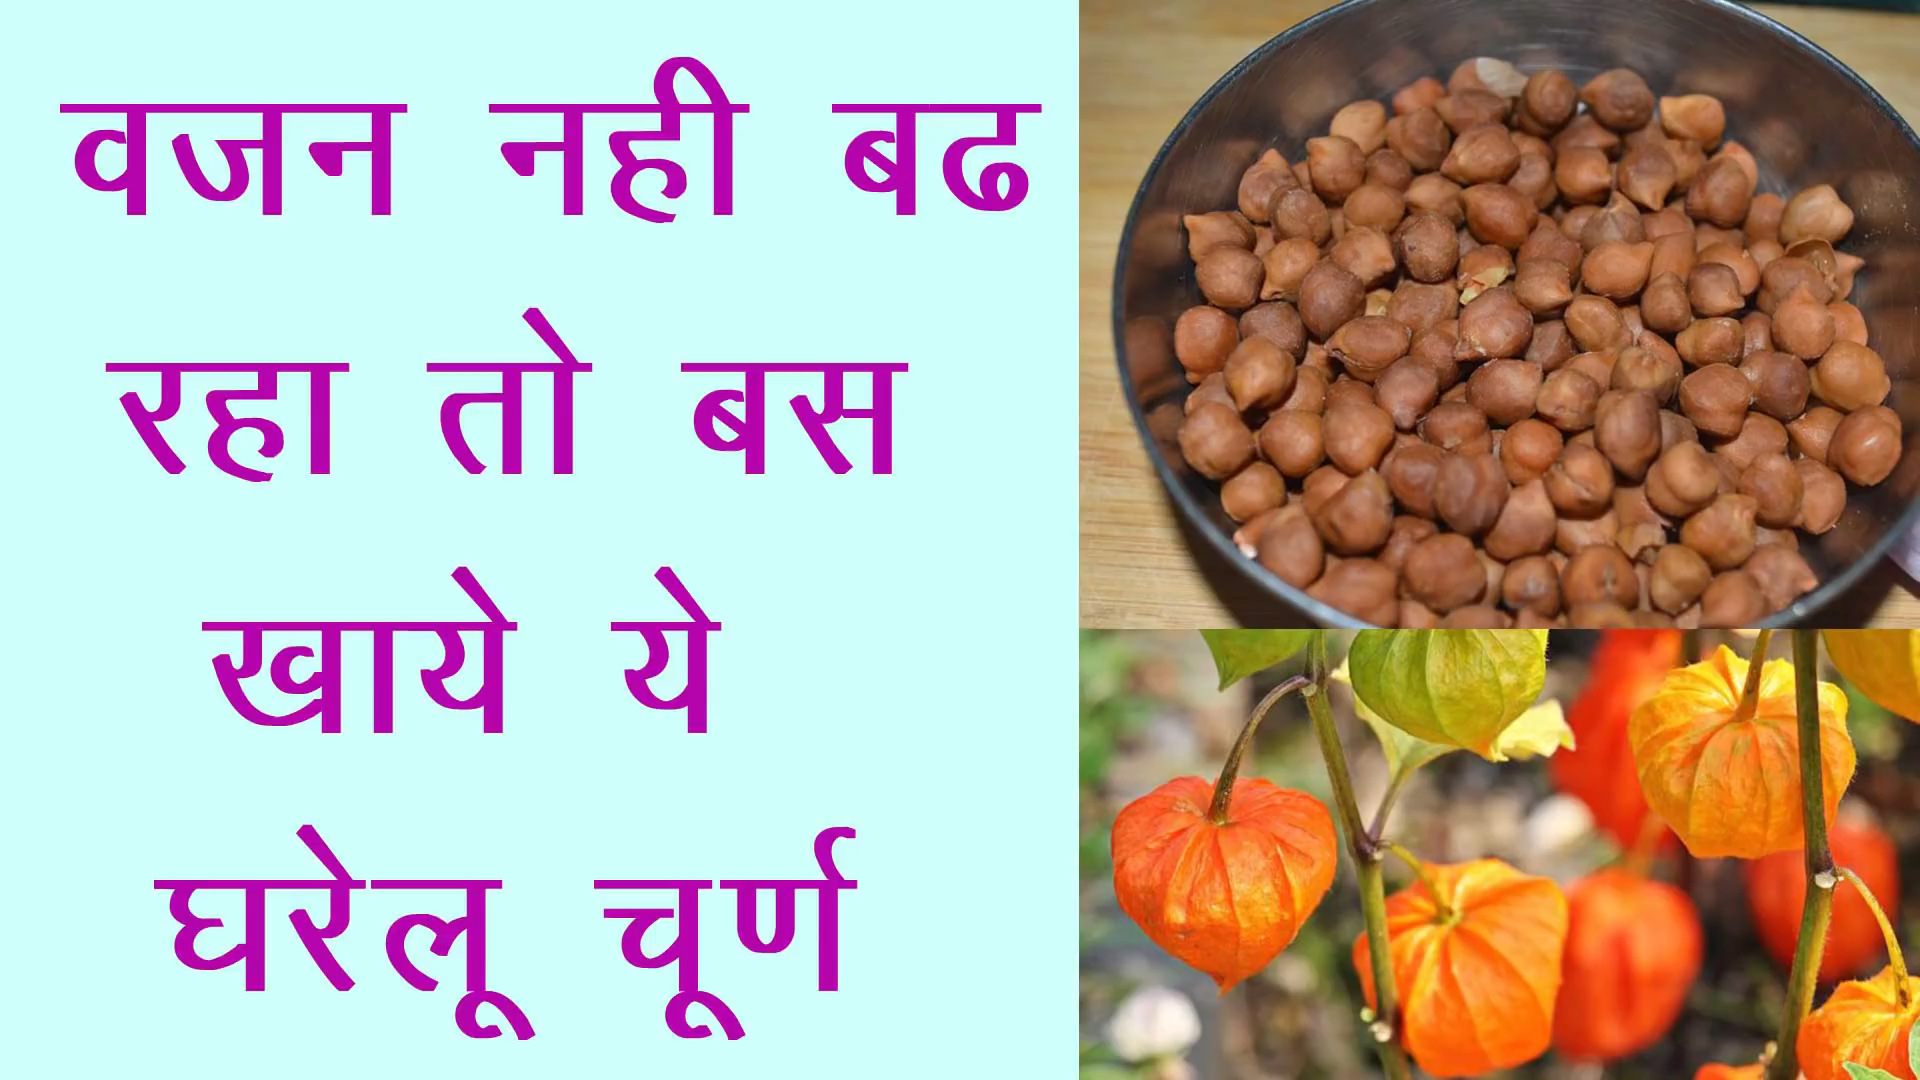 वजन नही बढ
रहा तो बस
खाये ये
घरेलू चूर्ण